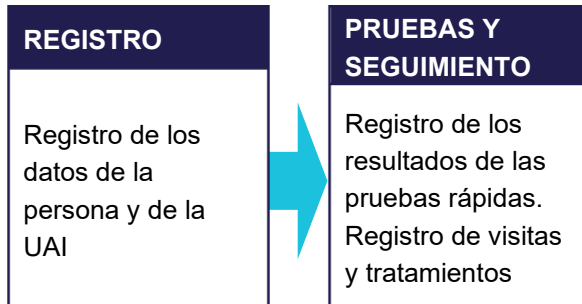 REGISTRO
Registro de los
datos de la
persona y de la
UAI
PRUEBAS Y
SEGUIMIENTO
Registro de los
resultados de las
pruebas rápidas.
Registro de visitas
y tratamientos